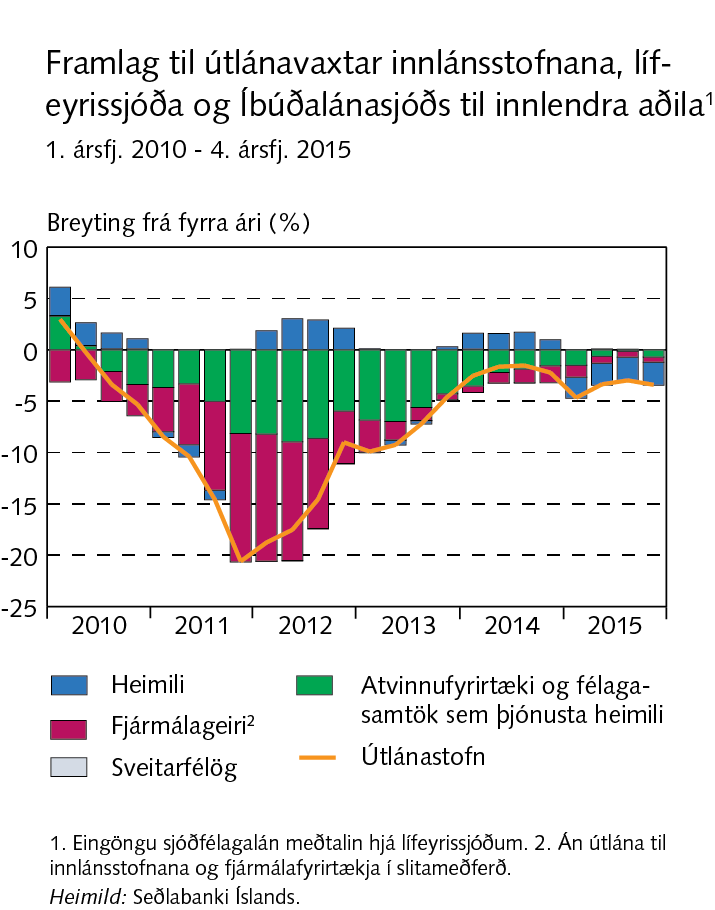 Framlag til útlánavaxtar innlánsstofnana, líf-
eyrissjóða og Íbúðalánasjóðs til innlendra aðila¹
1. ársfj. 2010 - 4. ársfj. 2015
Breyting frá fyrra ári (%)
10
5
0
-5
-10
-15
-20
-25
2010 2011 2012 2013 2014 2015
Heimili
Fjármálageiri²
Sveitarfélög
Atvinnufyrirtæki og félaga-
samtök sem þjónusta heimili
Útlánastofn
1. Eingöngu sjóðfélagalán meðtalin hjá lífeyrissjóðum. 2. Án útlána til
innlánsstofnana og fjármálafyrirtækja í slitameðferð.
Heimild: Seðlabanki Íslands.